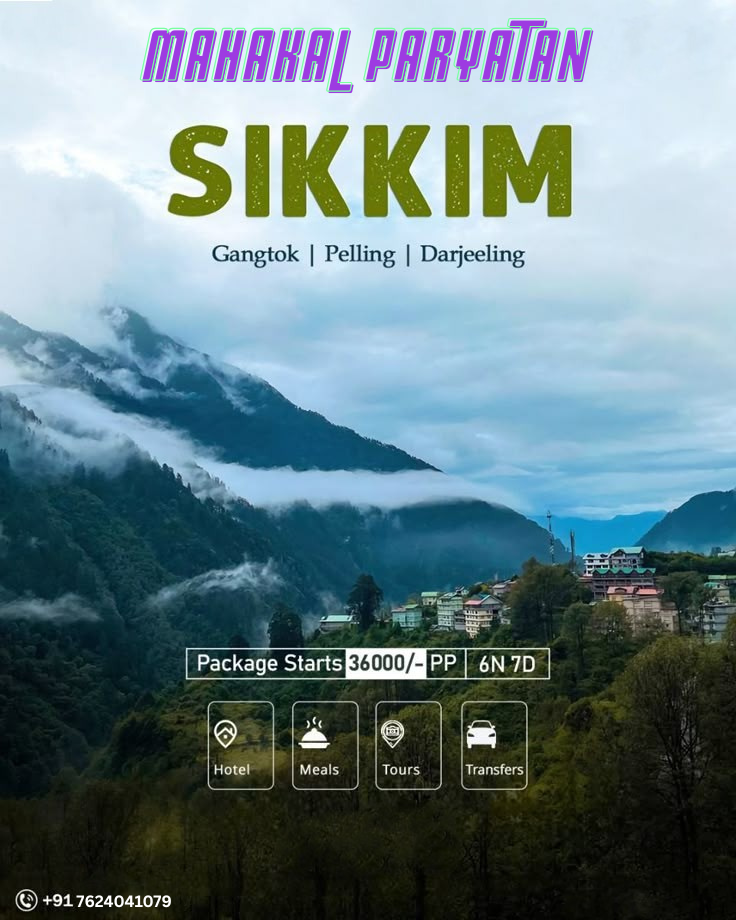 MAHAKAL PARYATAN
SIKKIM
Gangtok | Pelling | Darjeeling
Package Starts 36000/- PP | 6N 7D
Hotel Meals Tours Transfers
+91 7624041079